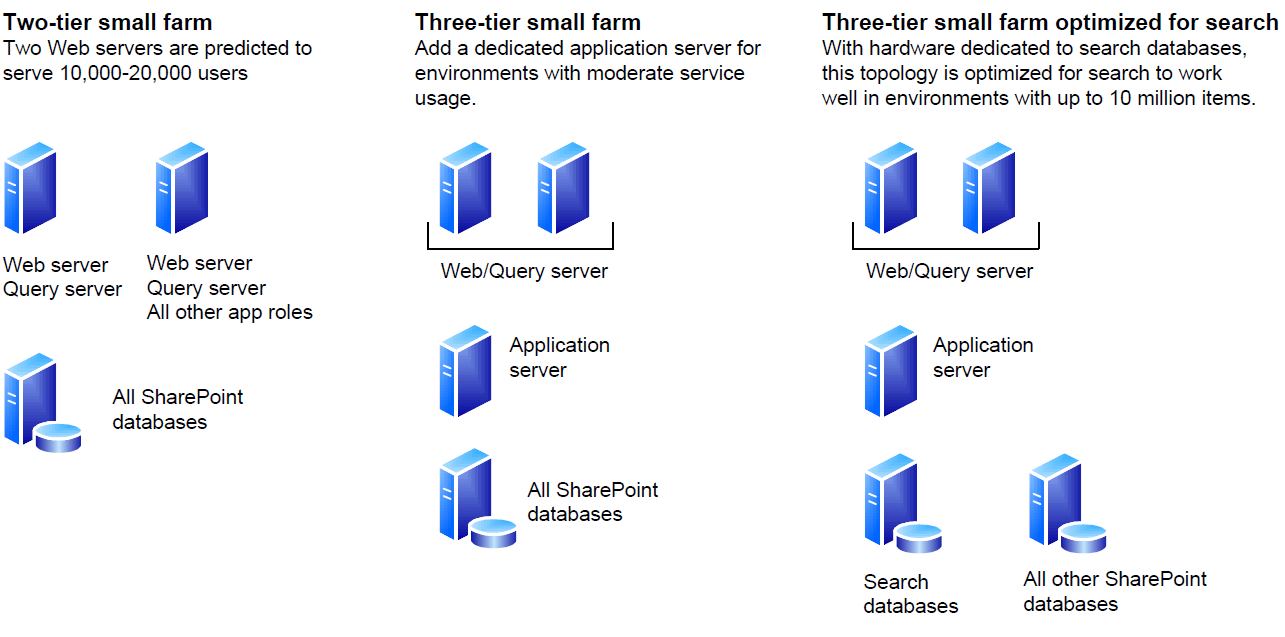 Two-tier small farm
Two Web servers are predicted to
serve 10,000-20,000 users
Web server
Query server
Web server
Query server
All other app roles
All SharePoint
databases
Three-tier small farm
Add a dedicated application server for
environments with moderate service
usage.
Web/Query server
Application
server
All SharePoint
databases
Three-tier small farm optimized for search
With hardware dedicated to search databases,
this topology is optimized for search to work
well in environments with up to 10 million items.
Web/Query server
Application
server
Search
databases
All other SharePoint
databases